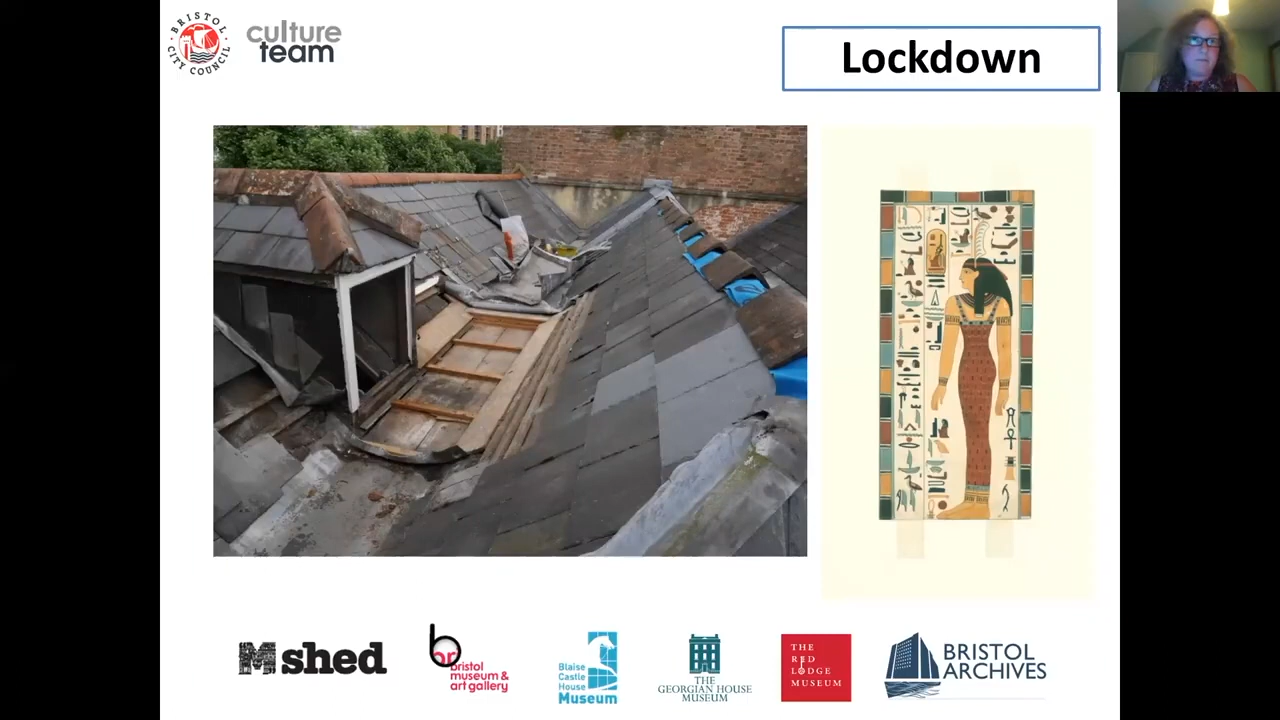 BRISTOL
CITY COUNCIL
culture
team
Lockdown
M shed
b
bristol
museum &
art gallery
Blaise
Castle
House
Museum
THE
GEORGIAN HOUSE
MUSEUM
THE
RED
LODGE
MUSEUM
BRISTOL
ARCHIVES